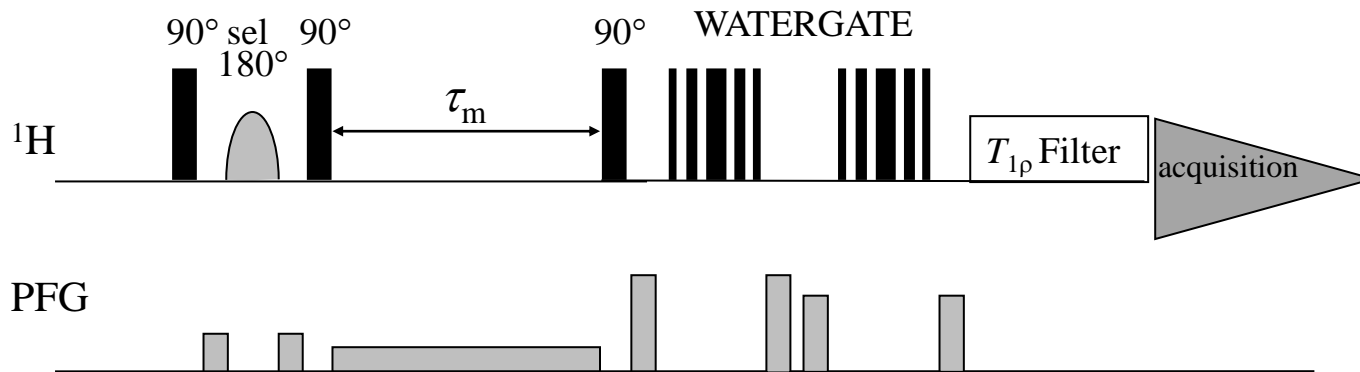 90° sel 90° 90° WATERGATE
180°
τm
¹H
T1ρ Filter
acquisition
PFG